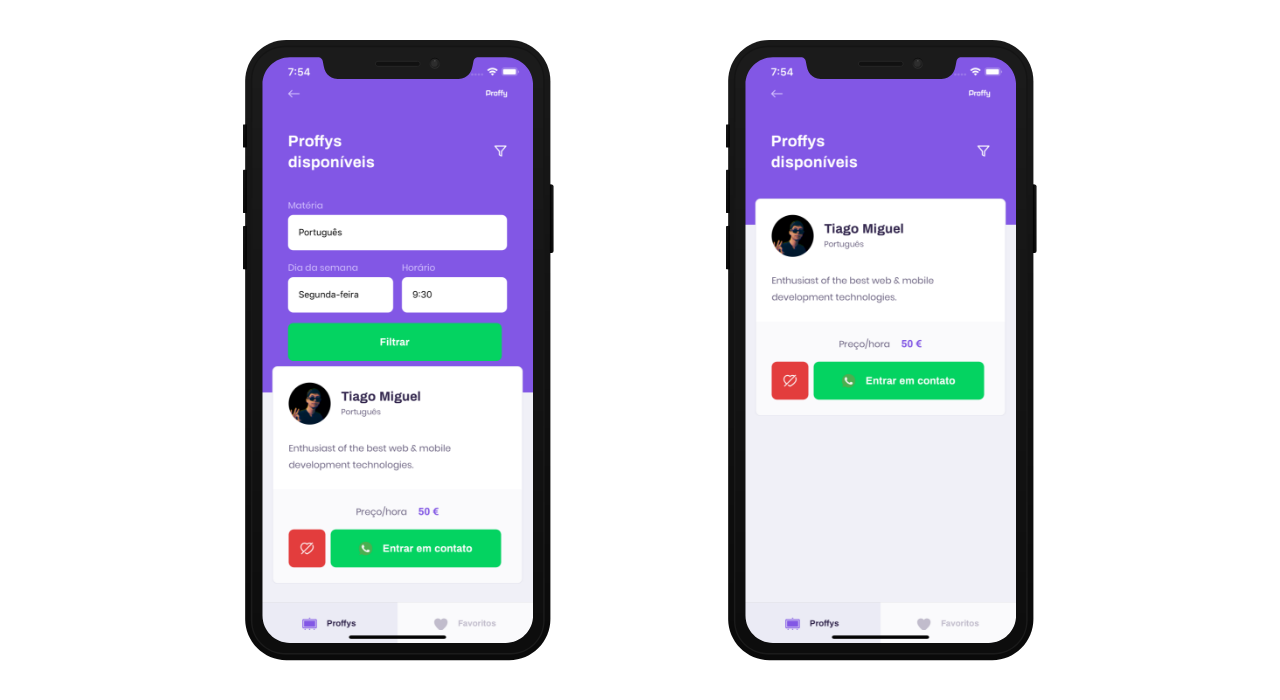 7:54
Proffy
Proffys
disponíveis
Matéria
Português
Dia da semana
Horário
Segunda-feira
9:30
Filtrar
Tiago Miguel
Português
Enthusiast of the best web & mobile
development technologies.
Preço/hora 50 €
Entrar em contato
Proffys
Favoritos
7:54
Proffy
Proffys
disponíveis
Tiago Miguel
Português
Enthusiast of the best web & mobile
development technologies.
Preço/hora 50 €
Entrar em contato
Proffys
Favoritos